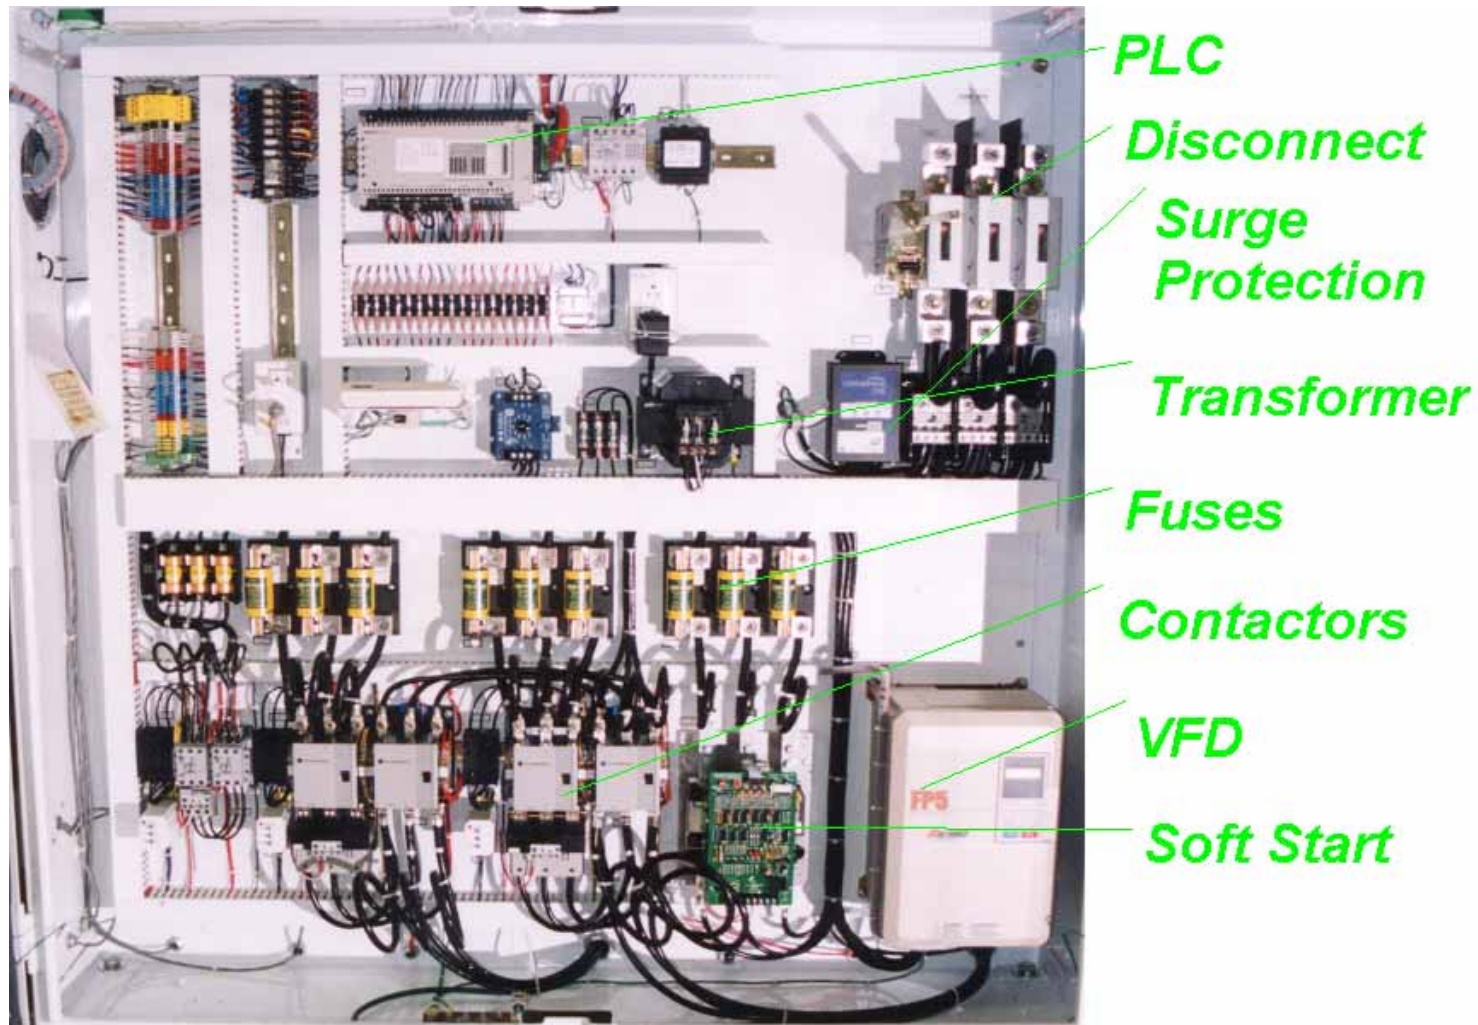 PLC
Disconnect
Surge
Protection
Transformer
Fuses
Contactors
VFD
FP5
Soft Start